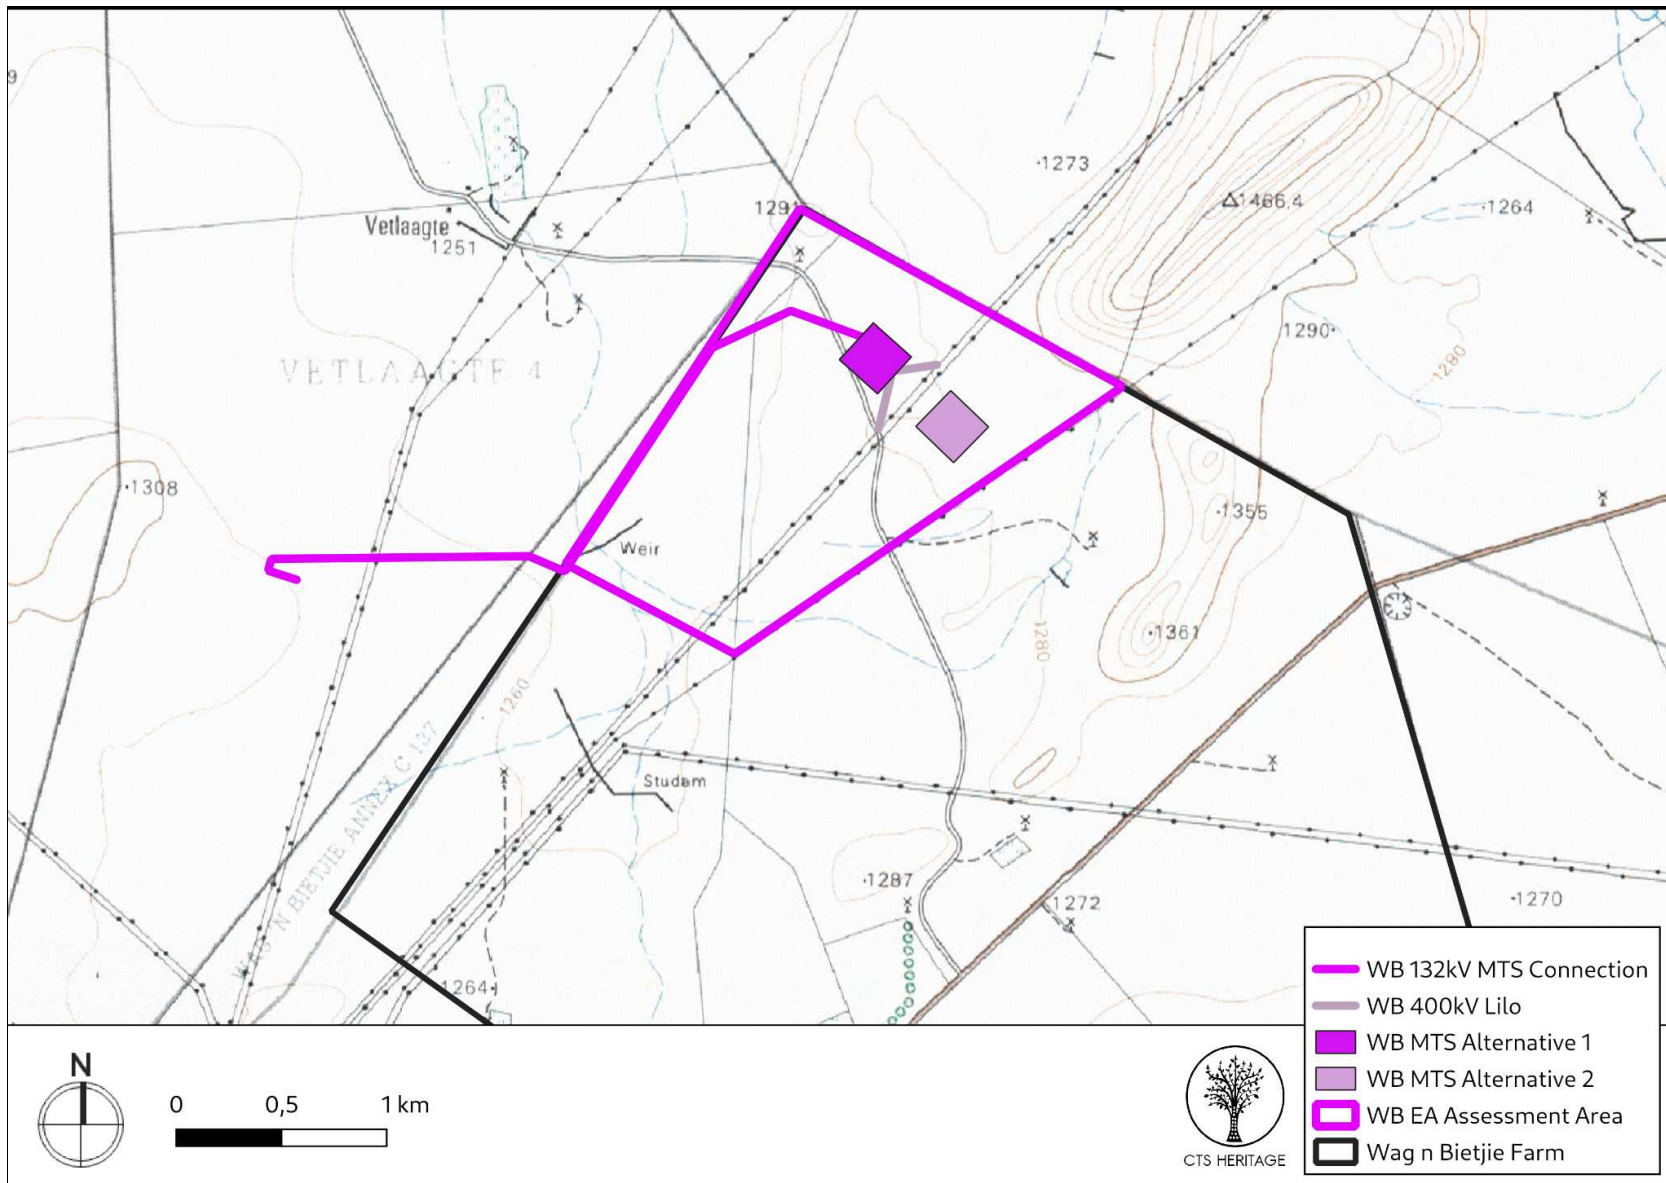 9
1273
1291
△1466,4
1264
Vetlaagte
1251
1290
1280
VETLAAGTE 4
1308
1355
Weir
1361
1280
1260
WAG 'N BIETJIE ANNEX C 137
Studam
1287
1272
1270
1264
WB 132kV MTS Connection
WB 400kV Lilo
WB MTS Alternative 1
WB MTS Alternative 2
WB EA Assessment Area
Wag n Bietjie Farm
N
0 0,5 1 km
CTS HERITAGE